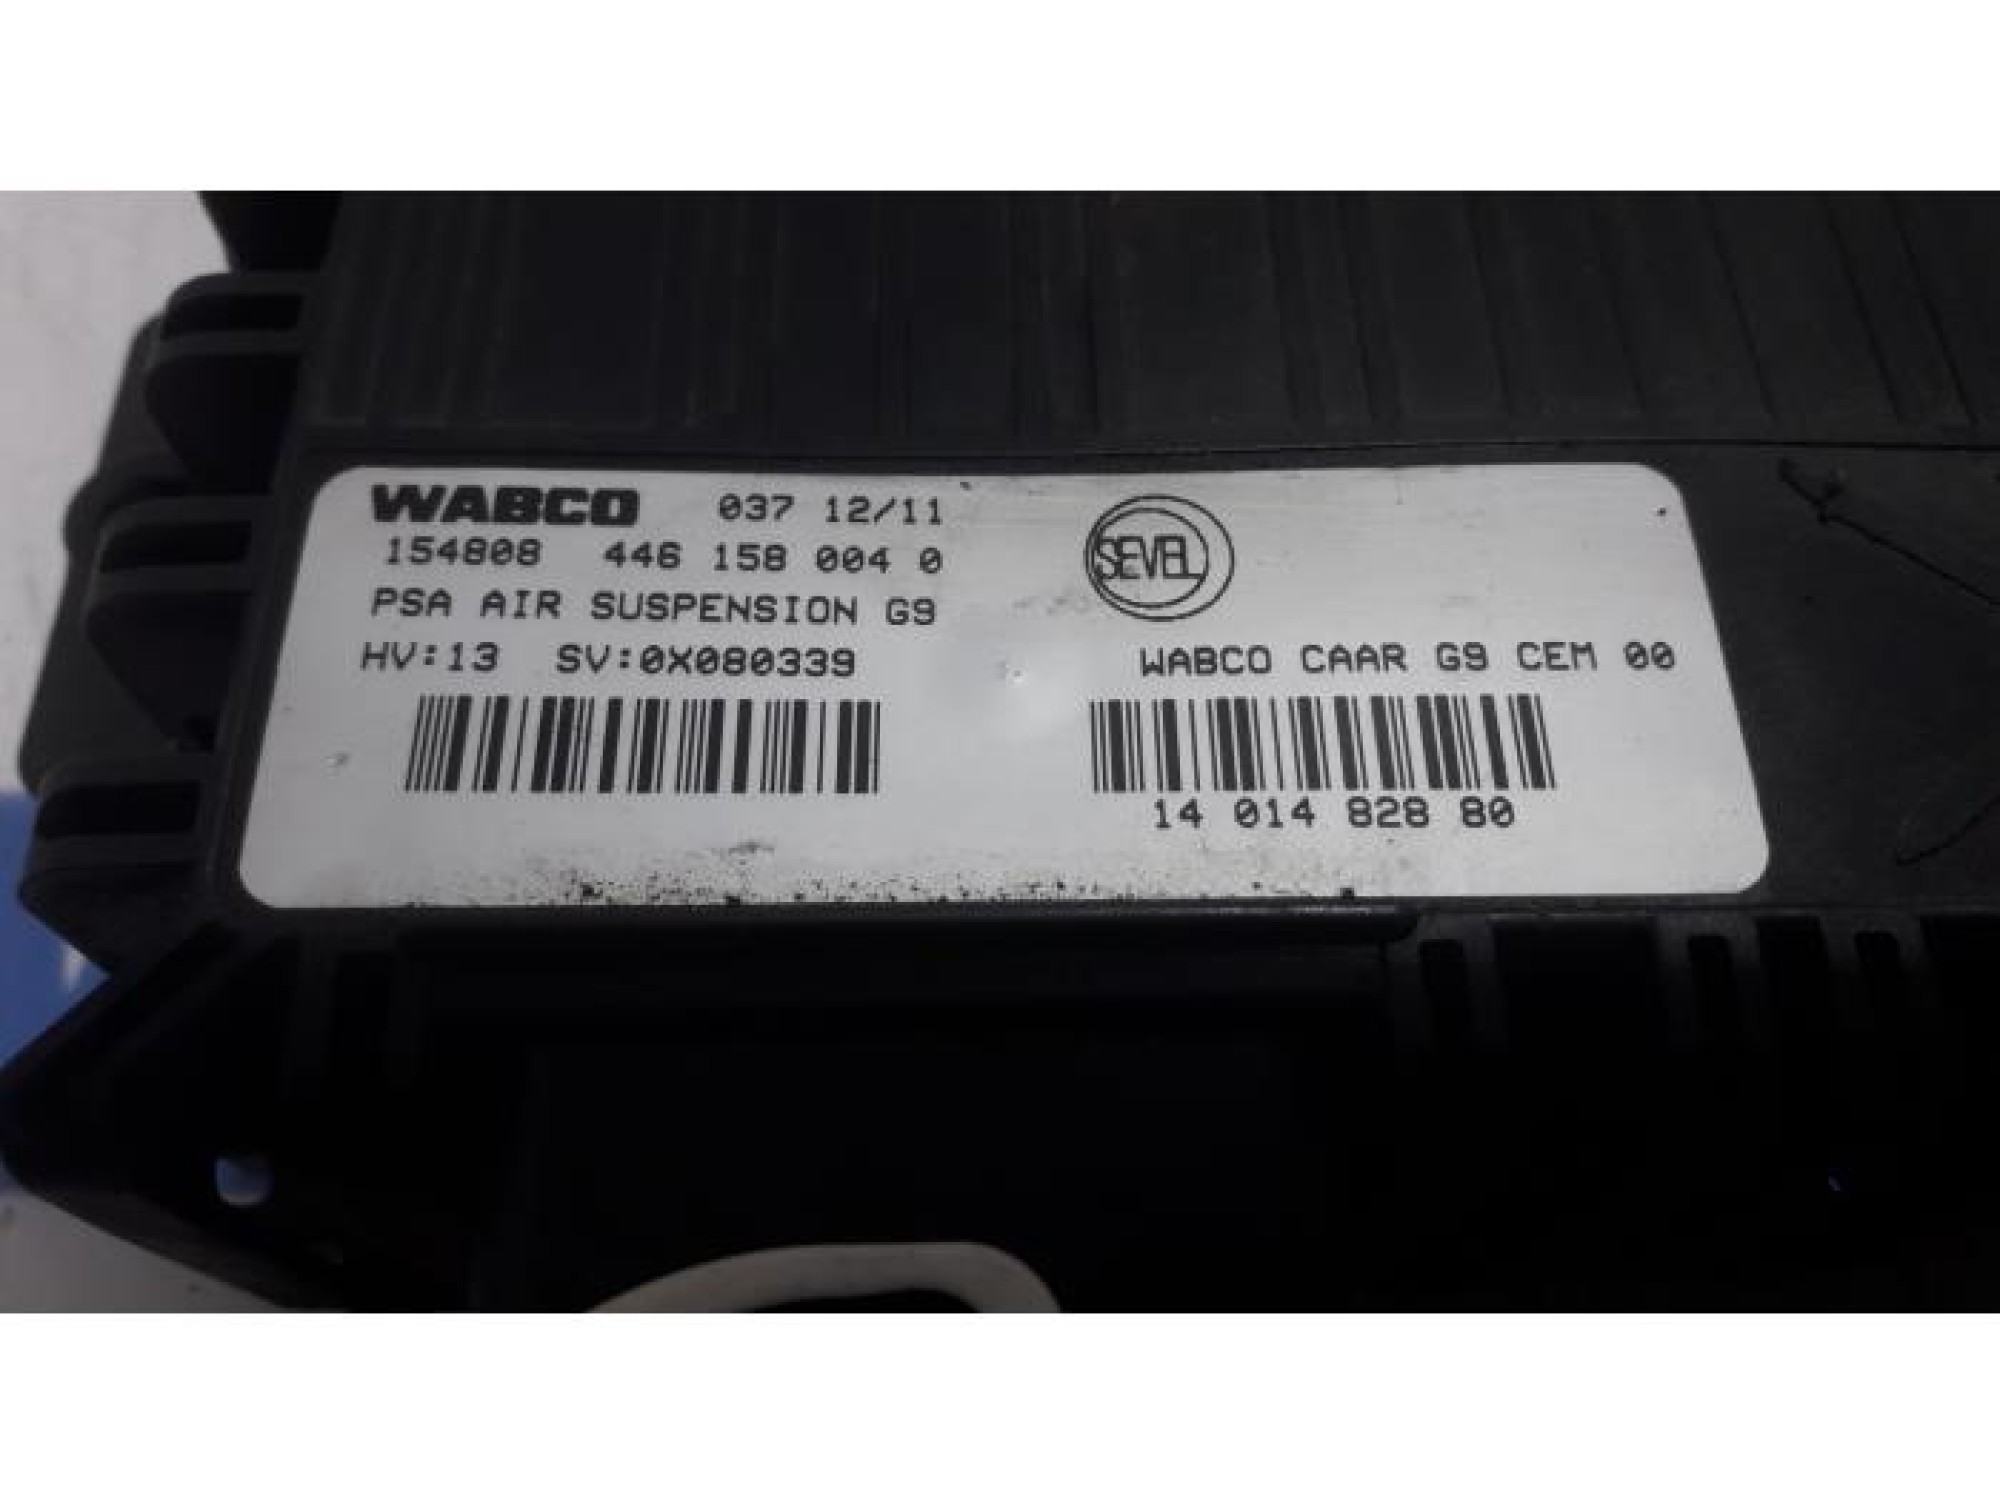 WABCO 037 12/11
154808 446 158 004 0
PSA AIR SUSPENSION G9
HV:13 SV:0X080339
SEVEL
WABCO CAAR G9 CEM 00
14 014 828 80